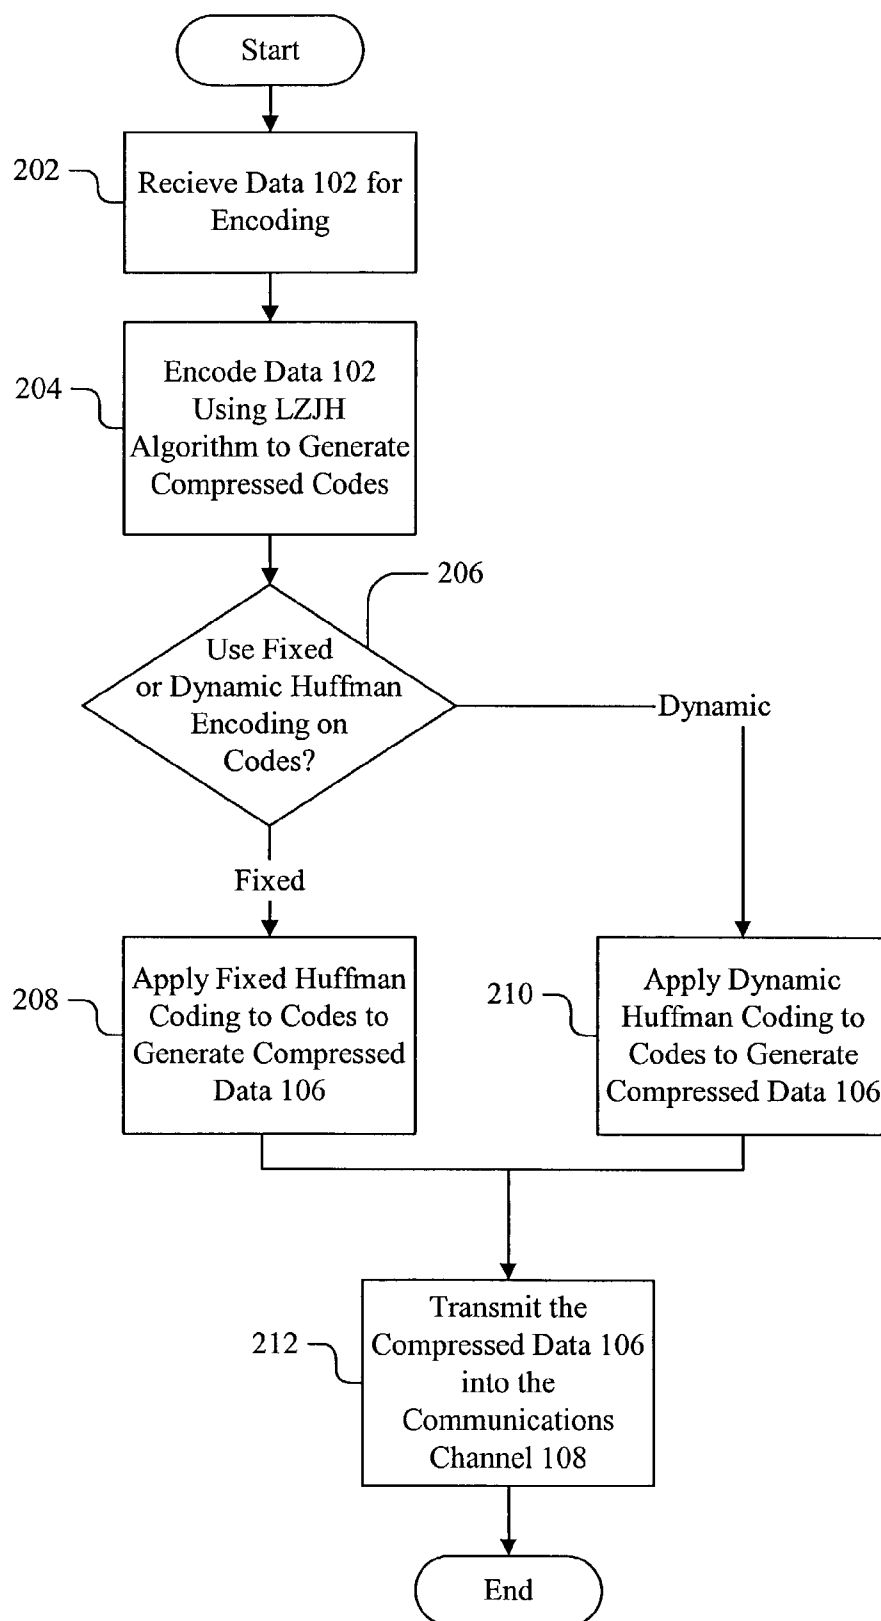 Start
202
Recieve Data 102 for
Encoding
204
Encode Data 102
Using LZJH
Algorithm to Generate
Compressed Codes
206
Use Fixed
or Dynamic Huffman
Encoding on
Codes?
Dynamic
Fixed
208
Apply Fixed Huffman
Coding to Codes to
Generate Compressed
Data 106
210
Apply Dynamic
Huffman Coding to
Codes to Generate
Compressed Data 106
212
Transmit the
Compressed Data 106
into the
Communications
Channel 108
End